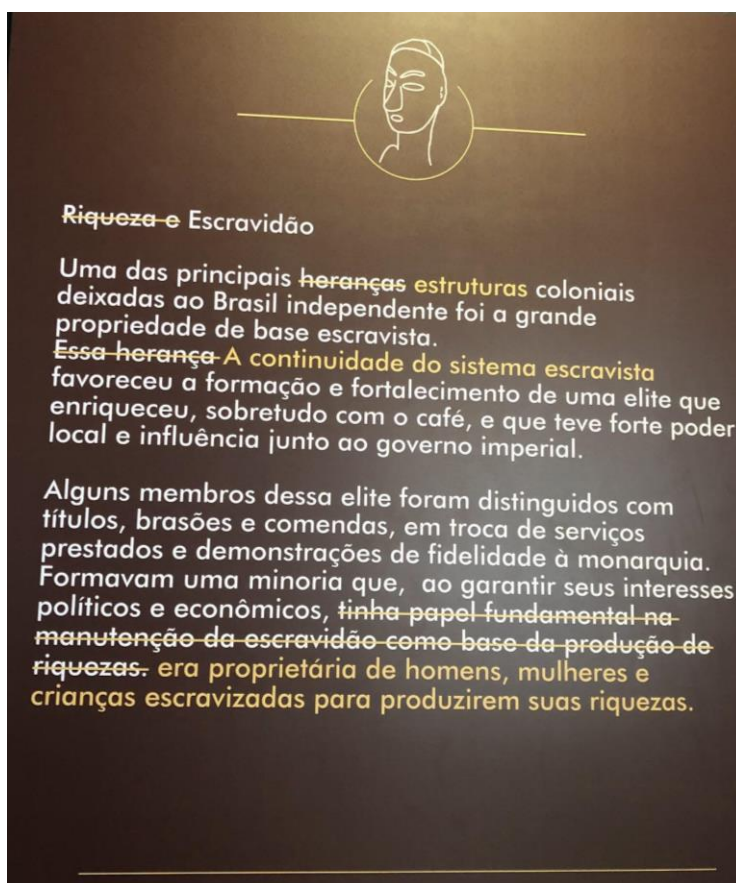 Riqueza e Escravidão
Uma das principais heranças estruturas coloniais
deixadas ao Brasil independente foi a grande
propriedade de base escravista.
Essa herança A continuidade do sistema escravista
favoreceu a formação e fortalecimento de uma elite que
enriqueceu, sobretudo com o café, e que teve forte poder
local e influência junto ao governo imperial.
Alguns membros dessa elite foram distinguidos com
títulos, brasões e comendas, em troca de serviços
prestados e demonstrações de fidelidade à monarquia.
Formavam uma minoria que, ao garantir seus interesses
políticos e econômicos, tinha papel fundamental na
manutenção da escravidão como base da produção de
riquezas. era proprietária de homens, mulheres e
crianças escravizadas para produzirem suas riquezas.